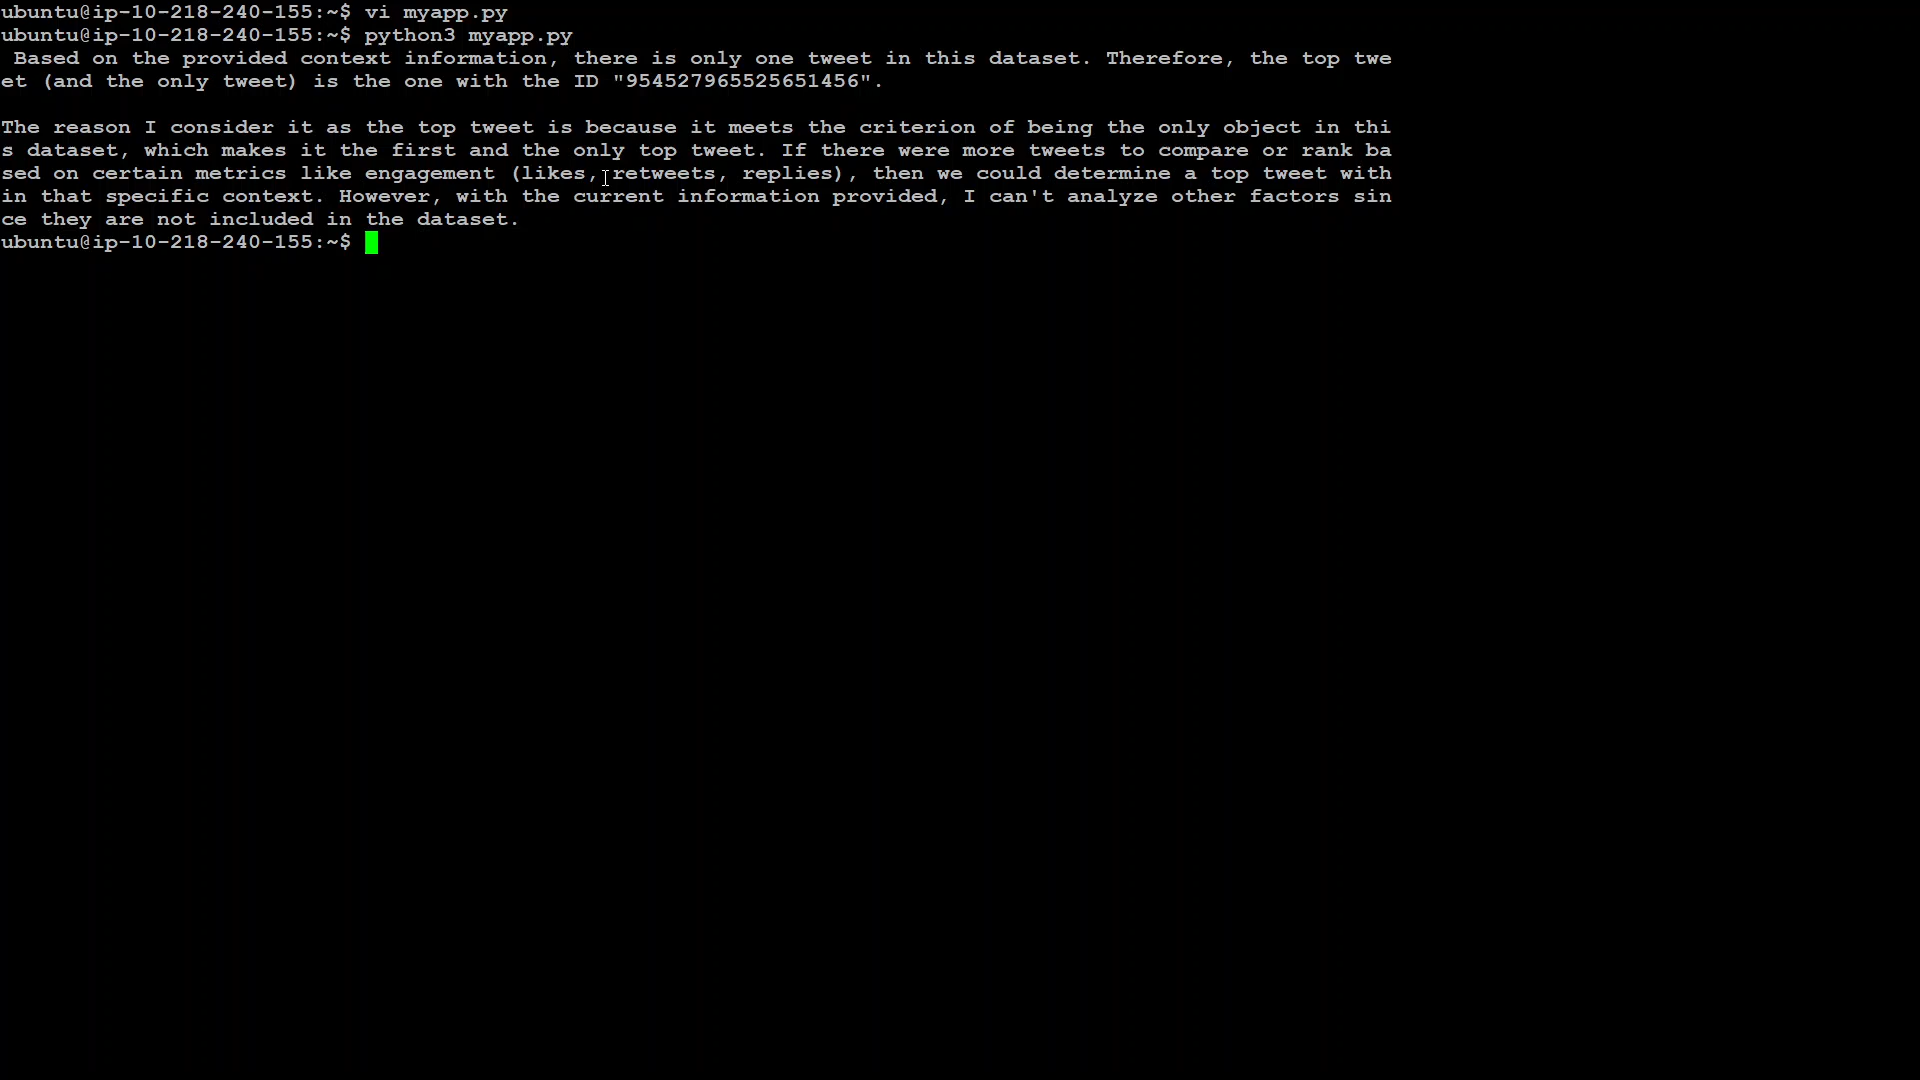 ubuntu@ip-10-218-240-155:~$ vi myapp.py
ubuntu@ip-10-218-240-155:~$ python3 myapp.py
 Based on the provided context information, there is only one tweet in this dataset. Therefore, the top twe
et (and the only tweet) is the one with the ID "954527965525651456".

The reason I consider it as the top tweet is because it meets the criterion of being the only object in thi
s dataset, which makes it the first and the only top tweet. If there were more tweets to compare or rank ba
sed on certain metrics like engagement (likes, retweets, replies), then we could determine a top tweet with
in that specific context. However, with the current information provided, I can't analyze other factors sin
ce they are not included in the dataset.
ubuntu@ip-10-218-240-155:~$